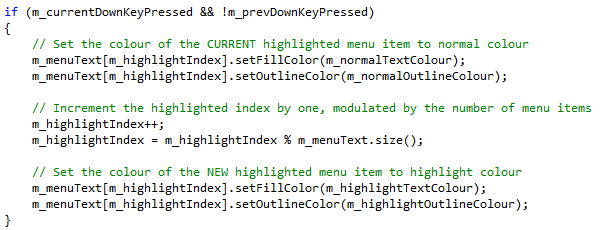 if (m_currentDownKeyPressed && !m_prevDownKeyPressed)
{
    // Set the colour of the CURRENT highlighted menu item to normal colour
    m_menuText[m_highlightIndex].setFillColor(m_normalTextColour);
    m_menuText[m_highlightIndex].setOutlineColor(m_normalOutlineColour);

    // Increment the highlighted index by one, modulated by the number of menu items
    m_highlightIndex++;
    m_highlightIndex = m_highlightIndex % m_menuText.size();

    // Set the colour of the NEW highlighted menu item to highlight colour
    m_menuText[m_highlightIndex].setFillColor(m_highlightTextColour);
    m_menuText[m_highlightIndex].setOutlineColor(m_highlightOutlineColour);
}